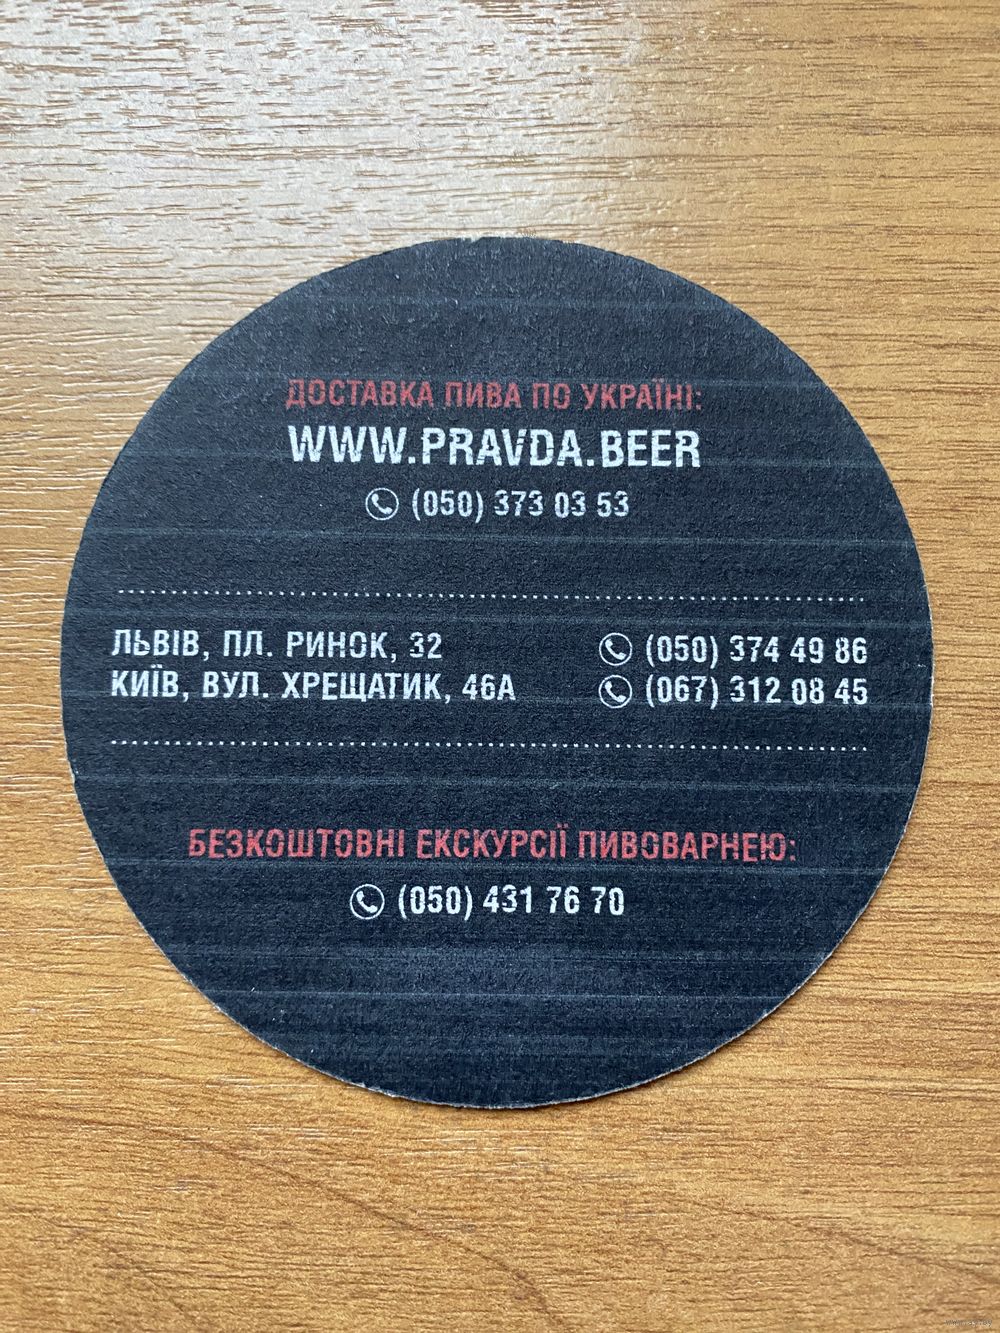 ДОСТАВКА ПИВА ПО УКРАЇНІ:
WWW.PRAVDA.BEER
(050) 373 03 53
ЛЬВІВ, ПЛ. РИНОК, 32 (050) 374 49 86
КИЇВ, ВУЛ. ХРЕЩАТИК, 46А (067) 312 08 45
БЕЗКОШТОВНІ ЕКСКУРСІЇ ПИВОВАРНЕЮ:
(050) 431 76 70